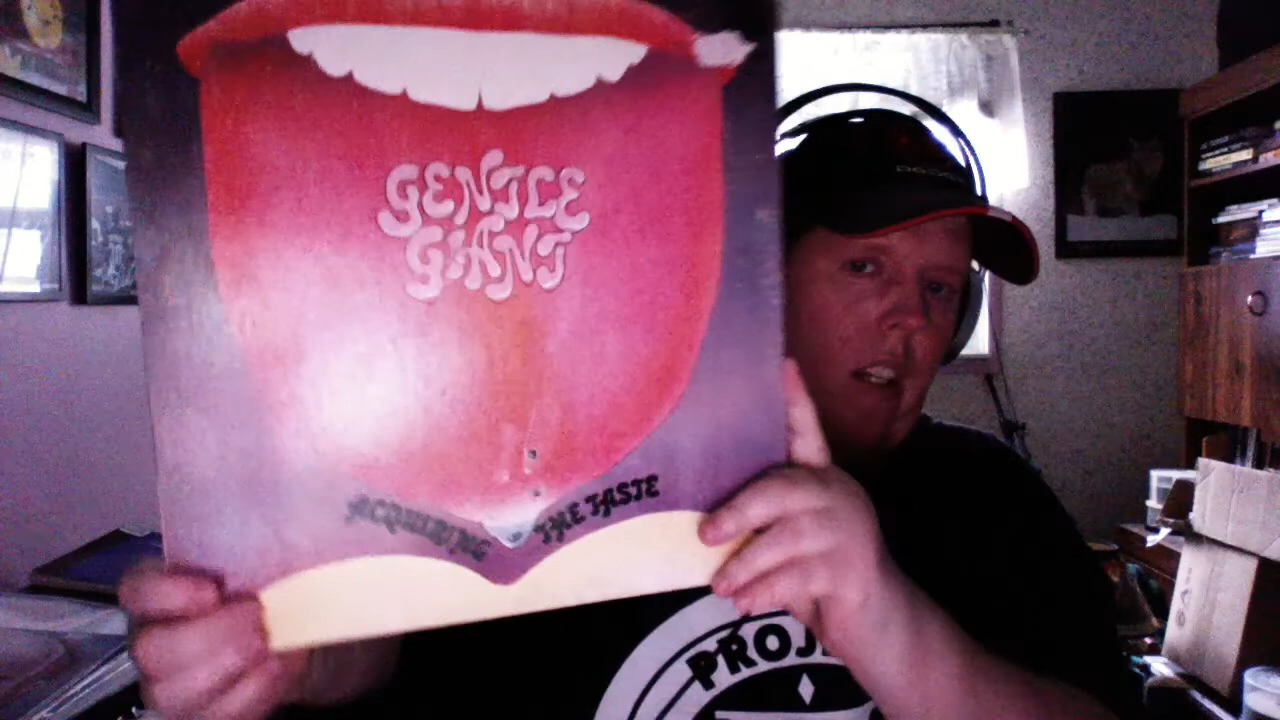 GENTLE
GIANT
ACQUIRING THE TASTE
PROJ